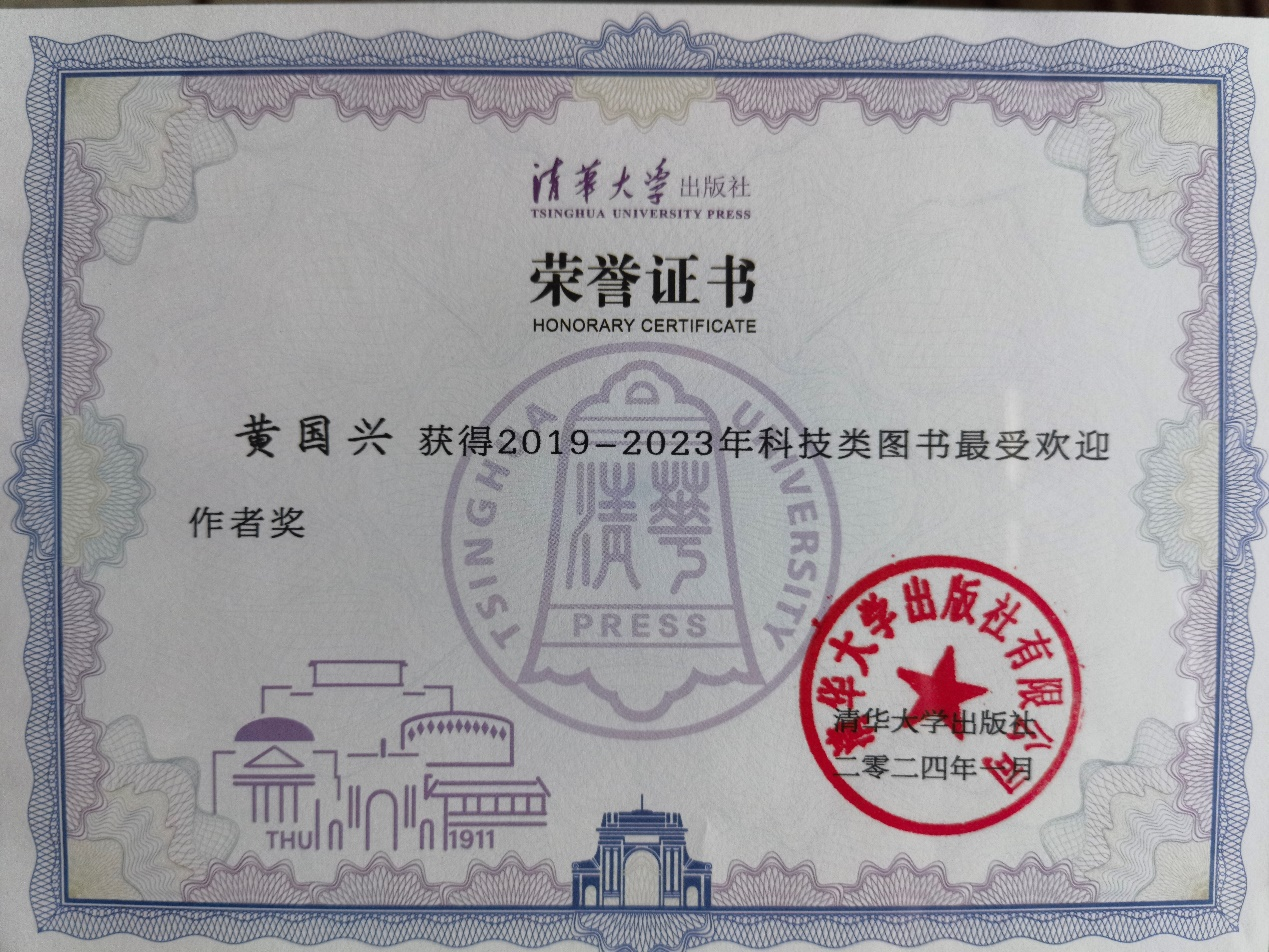 清华大学出版社
TSINGHUA UNIVERSITY PRESS
荣誉证书
HONORARY CERTIFICATE
黄国兴 获得2019-2023年科技类图书最受欢迎
作者奖
TSINGHUA UNIVERSITY
清華
PRESS
清华大学出版社有限公司
清华大学出版社
二零二四年一月
THU 1911